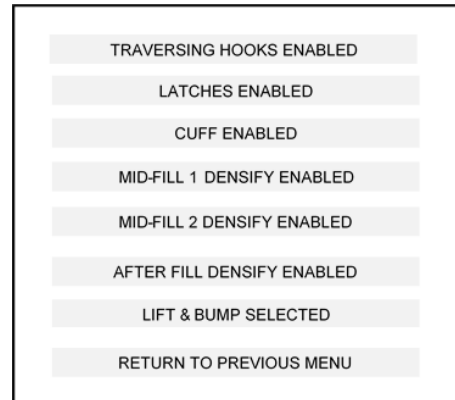 TRAVERSING HOOKS ENABLED
LATCHES ENABLED
CUFF ENABLED
MID-FILL 1 DENSIFY ENABLED
MID-FILL 2 DENSIFY ENABLED
AFTER FILL DENSIFY ENABLED
LIFT & BUMP SELECTED
RETURN TO PREVIOUS MENU